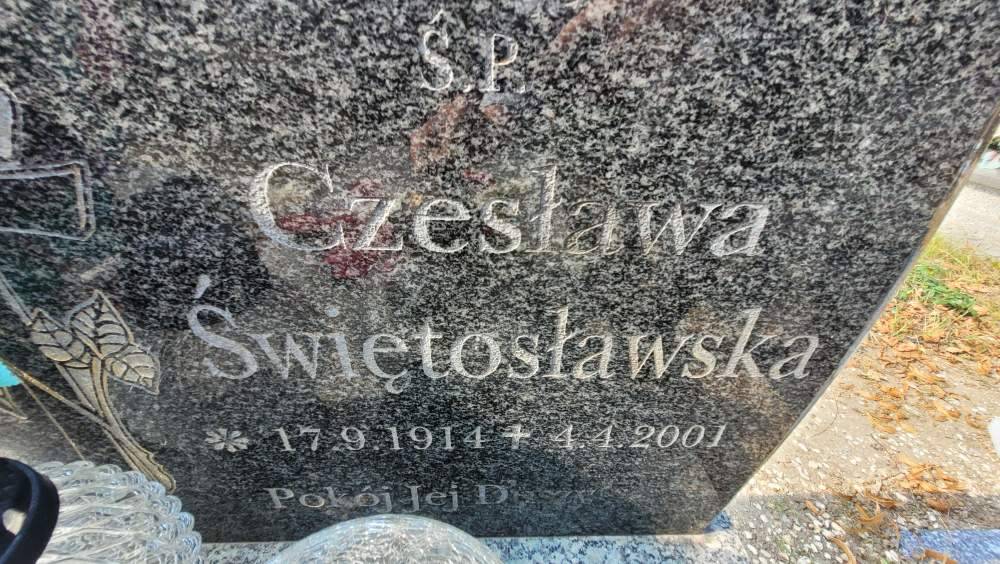 Ś.P.
Czesława
Świętosławska
* 17.9.1914 + 4.4.2001
Pokój Jej